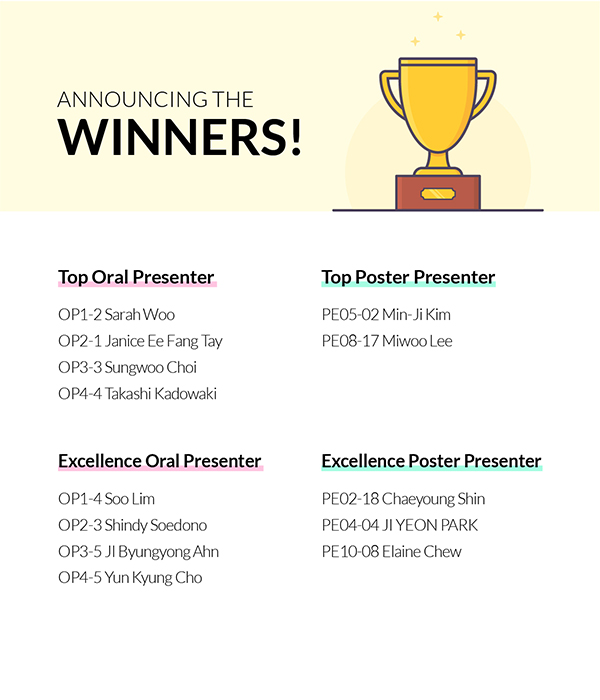 ANNOUNCING THE
WINNERS!
Top Oral Presenter
OP1-2 Sarah Woo
OP2-1 Janice Ee Fang Tay
OP3-3 Sungwoo Choi
OP4-4 Takashi Kadowaki
Top Poster Presenter
PE05-02 Min-Ji Kim
PE08-17 Miwoo Lee
Excellence Oral Presenter
OP1-4 Soo Lim
OP2-3 Shindy Soedono
OP3-5 JI Byungyong Ahn
OP4-5 Yun Kyung Cho
Excellence Poster Presenter
PE02-18 Chaeyoung Shin
PE04-04 JI YEON PARK
PE10-08 Elaine Chew